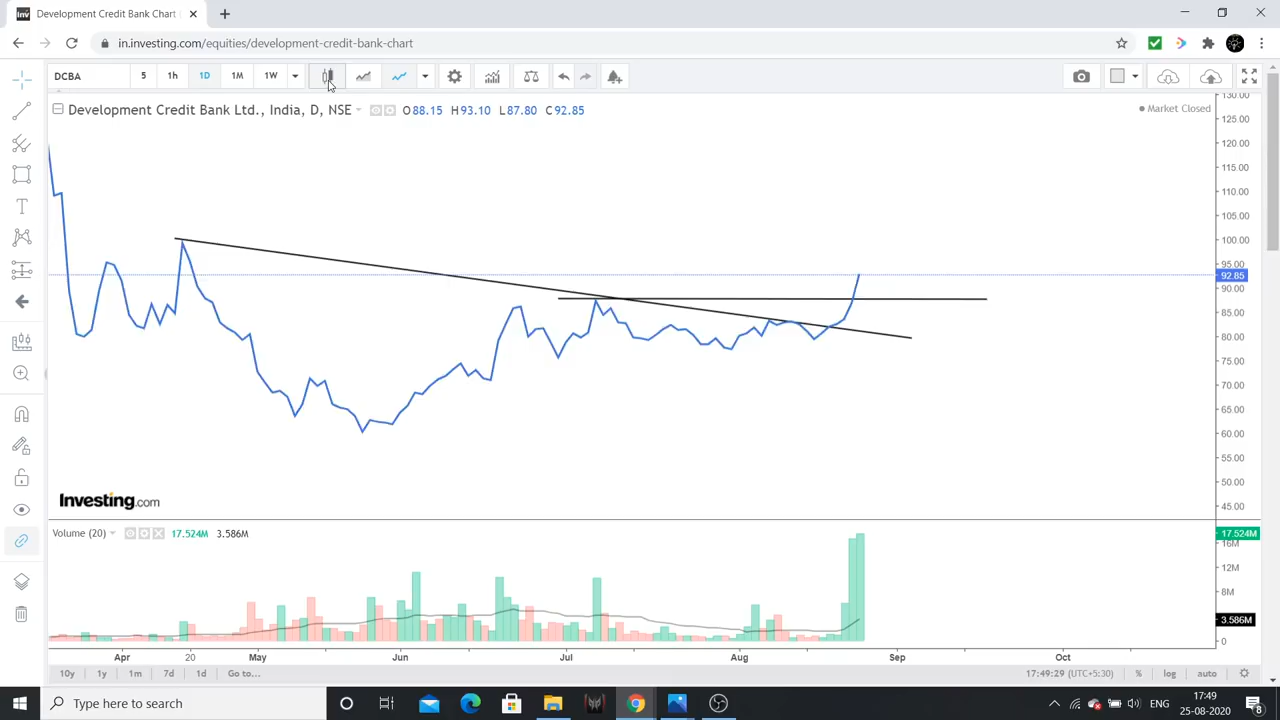 Inv Development Credit Bank Chart
in.investing.com/equities/development-credit-bank-chart
DCBA 5 1h 1D 1M 1W
Development Credit Bank Ltd., India, D, NSE O88.15 H93.10 L87.80 C92.85
Market Closed
130.00
125.00
120.00
115.00
110.00
105.00
100.00
95.00
92.85
90.00
85.00
80.00
75.00
70.00
65.00
60.00
55.00
50.00
45.00
Investing.com
Volume (20) 17.524M 3.586M
17.524M
16M
12M
8M
3.586M
0
Apr 20 May Jun Jul Aug Sep Oct
10y 1y 1m 7d 1d Go to... 17:49:29 (UTC+5:30) % log auto
Type here to search
ENG
17:49
25-08-2020
8